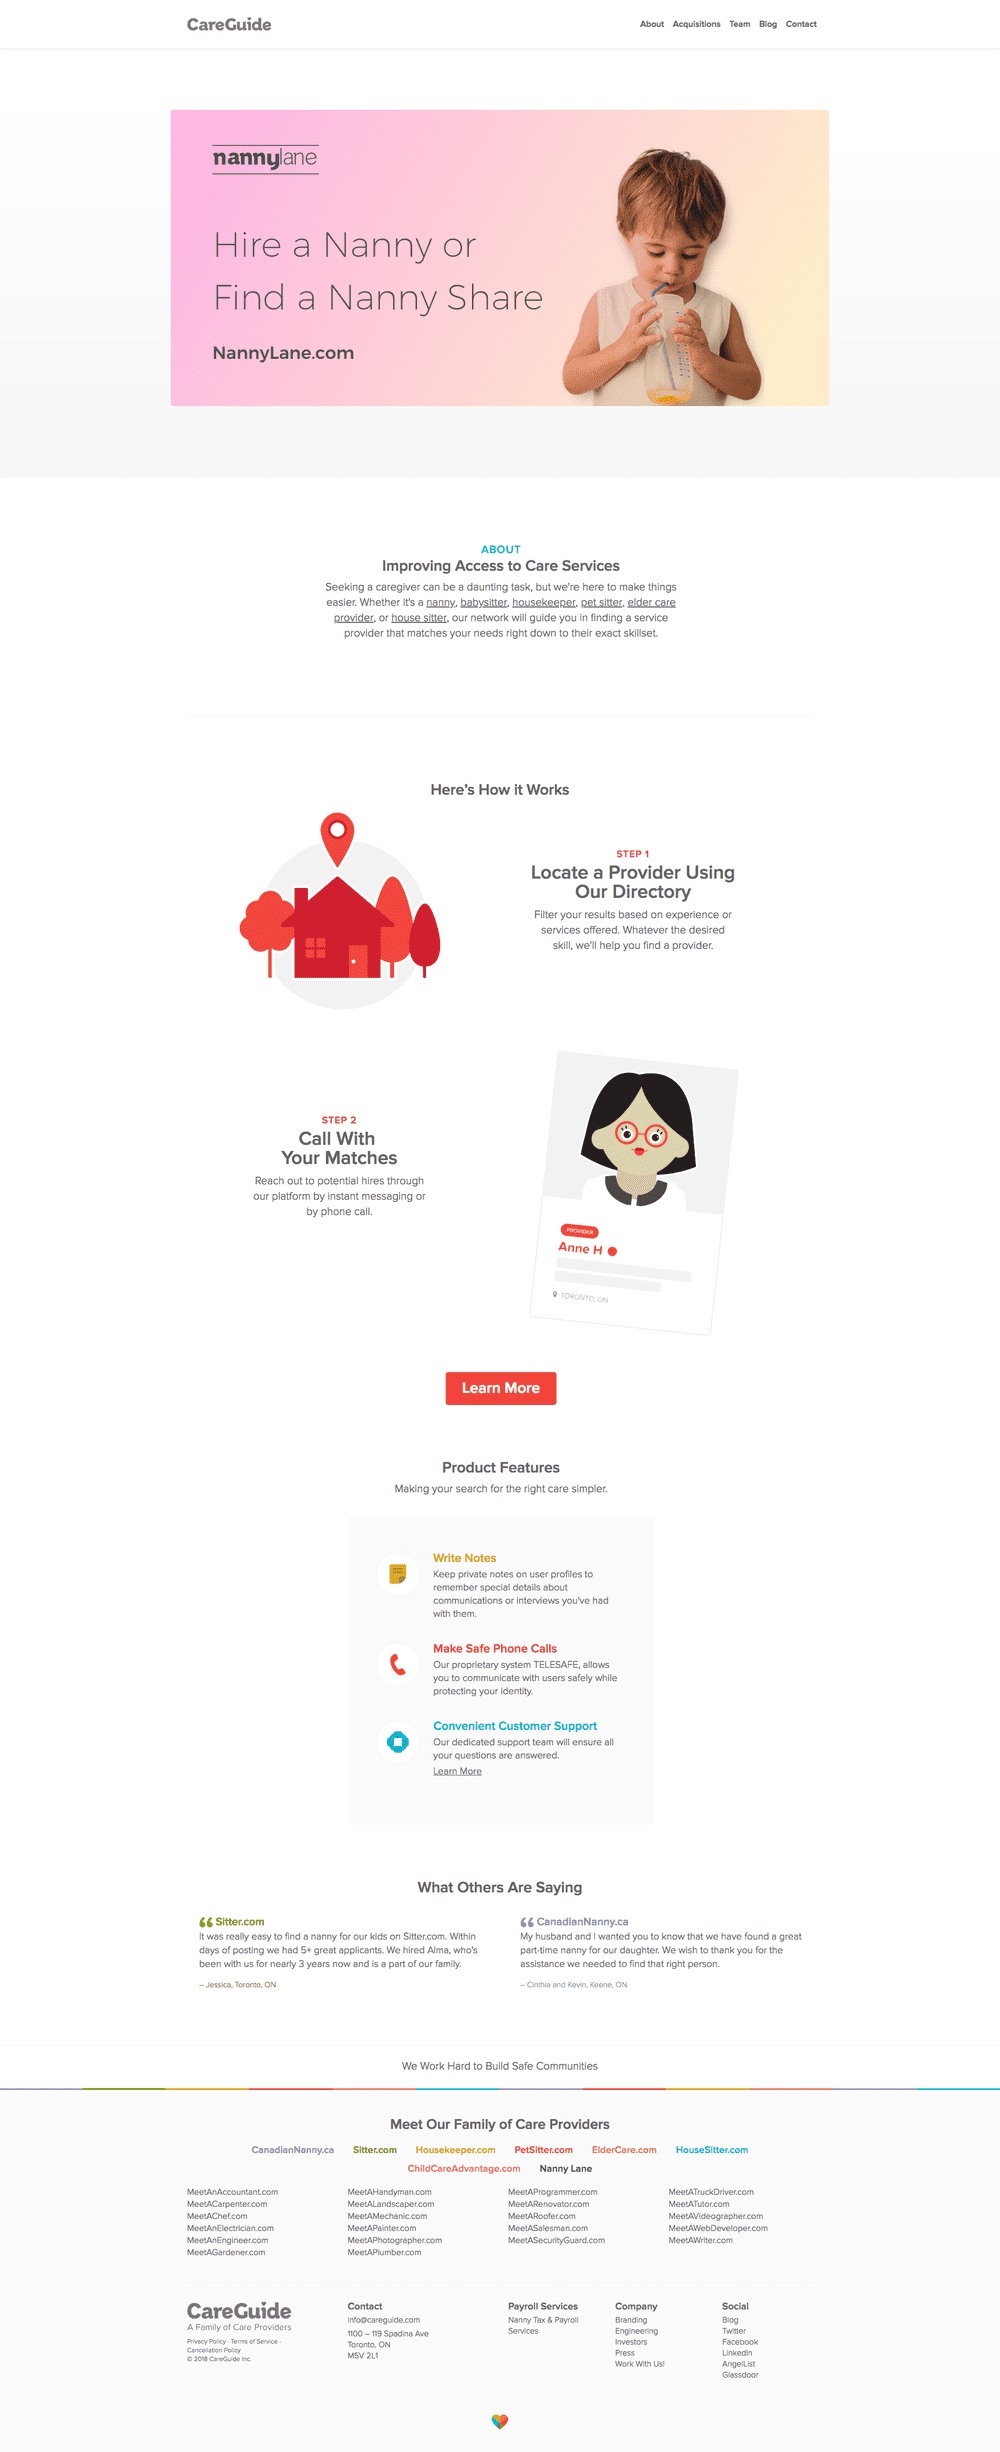 CareGuide
About Acquisitions Team Blog Contact
nannylane
Hire a Nanny or
Find a Nanny Share
NannyLane.com
ABOUT
Improving Access to Care Services
Seeking a caregiver can be a daunting task, but we're here to make things
easier. Whether it's a nanny, babysitter, housekeeper, pet sitter, elder care
provider, or house sitter, our network will guide you in finding a service
provider that matches your needs right down to their exact skillset.
Here's How it Works
STEP 1
Locate a Provider Using
Our Directory
Filter your results based on experience or
services offered. Whatever the desired
skill, we'll help you find a provider.
STEP 2
Call With
Your Matches
Reach out to potential hires through
our platform by instant messaging or
by phone call.
PROVIDER
Anne H
TORONTO, ON
Learn More
Product Features
Making your search for the right care simpler.
Write Notes
Keep private notes on user profiles to
remember special details about
communications or interviews you've had
with them.
Make Safe Phone Calls
Our proprietary system TELESAFE, allows
you to communicate with users safely while
protecting your identity.
Convenient Customer Support
Our dedicated support team will ensure all
your questions are answered.
Learn More
What Others Are Saying
Sitter.com
It was really easy to find a nanny for our kids on Sitter.com. Within
days of posting we had 5+ great applicants. We hired Alma, who's
been with us for nearly 3 years now and is a part of our family.
– Jessica, Toronto, ON
CanadianNanny.ca
My husband and I wanted you to know that we have found a great
part-time nanny for our daughter. We wish to thank you for the
assistance we needed to find that right person.
– Cinthia and Kevin, Keene, ON
We Work Hard to Build Safe Communities
Meet Our Family of Care Providers
CanadianNanny.ca Sitter.com Housekeeper.com PetSitter.com ElderCare.com HouseSitter.com
ChildCareAdvantage.com Nanny Lane
MeetAnAccountant.com
MeetACarpenter.com
MeetAChef.com
MeetAnElectrician.com
MeetAnEngineer.com
MeetAGardener.com
MeetAHandyman.com
MeetALandscaper.com
MeetAMechanic.com
MeetAPainter.com
MeetAPhotographer.com
MeetAPlumber.com
MeetAProgrammer.com
MeetARenovator.com
MeetARoofer.com
MeetASalesman.com
MeetASecurityGuard.com
MeetATruckDriver.com
MeetATutor.com
MeetAVideographer.com
MeetAWebDeveloper.com
MeetAWriter.com
CareGuide
A Family of Care Providers
Privacy Policy · Terms of Service ·
Cancellation Policy
© 2018 CareGuide Inc.
Contact
info@careguide.com
1100 – 119 Spadina Ave
Toronto, ON
M5V 2L1
Payroll Services
Nanny Tax & Payroll
Services
Company
Branding
Engineering
Investors
Press
Work With Us!
Social
Blog
Twitter
Facebook
LinkedIn
AngelList
Glassdoor